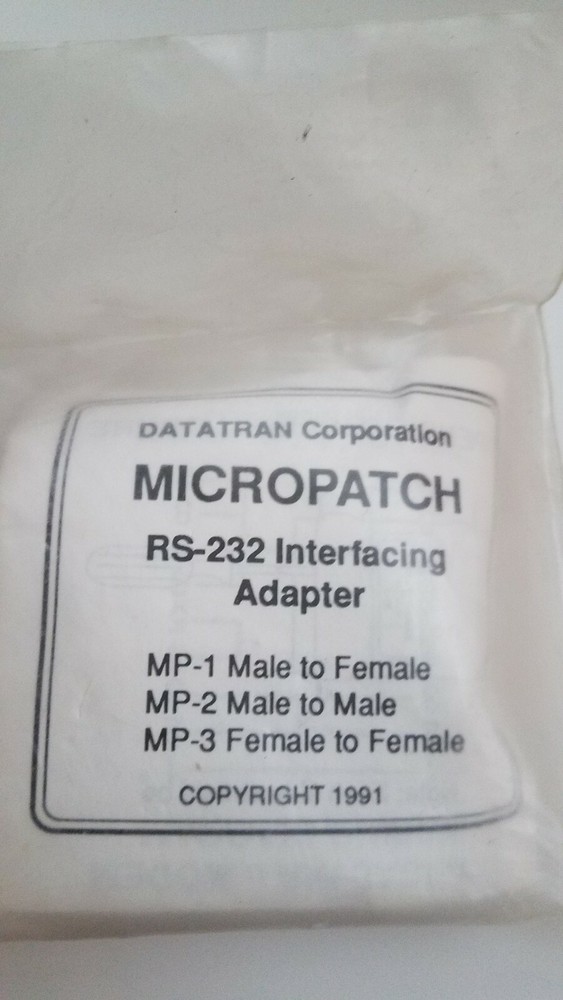 DATATRAN Corporation
MICROPATCH
RS-232 Interfacing
Adapter
MP-1 Male to Female
MP-2 Male to Male
MP-3 Female to Female
COPYRIGHT 1991